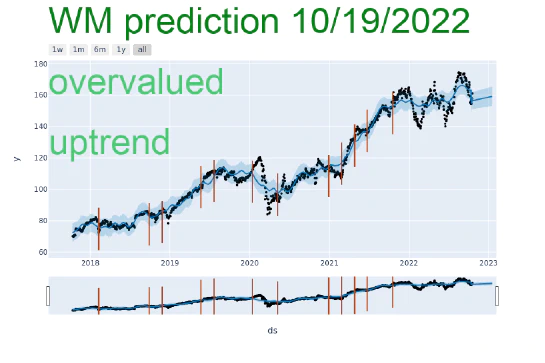 WM prediction 10/19/2022
1w 1m 6m 1y all
180
overvalued
160
140
uptrend
120
y
100
80
60
2018 2019 2020 2021 2022 2023
ds